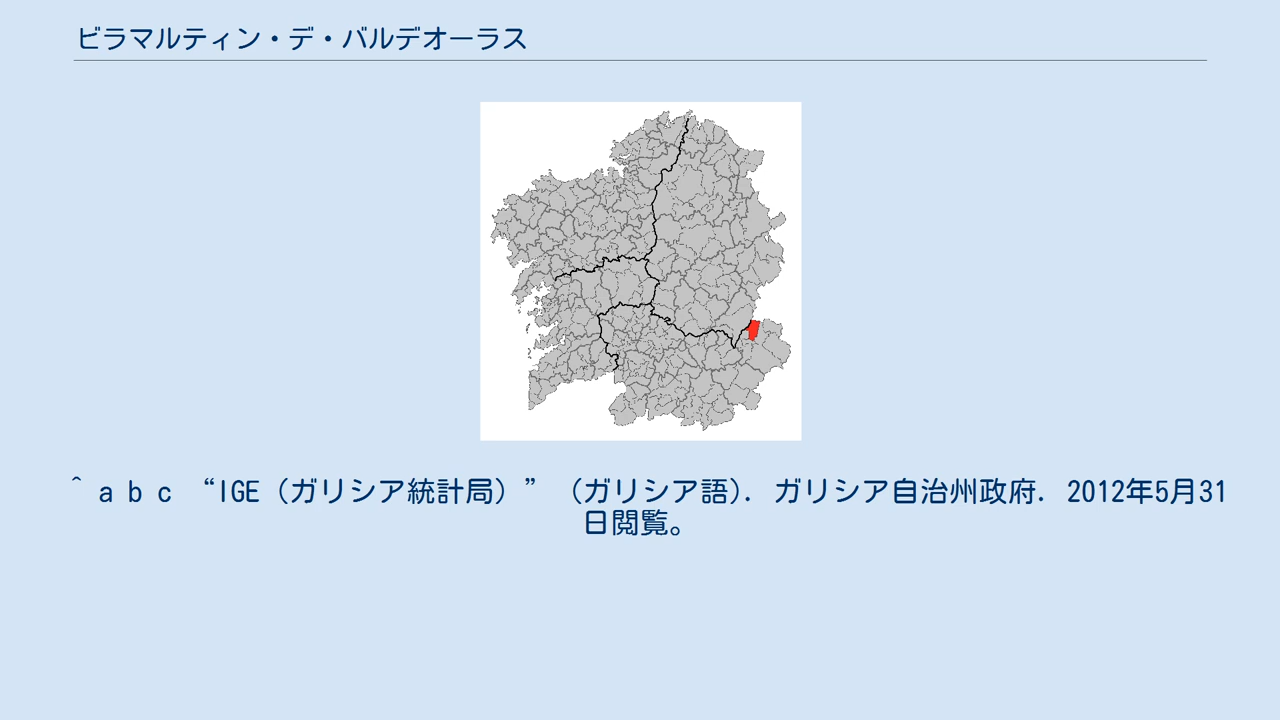 ビラマルティン・デ・バルデオーラス
^ a b c “IGE（ガリシア統計局）” （ガリシア語）. ガリシア自治州政府. 2012年5月31
日閲覧。